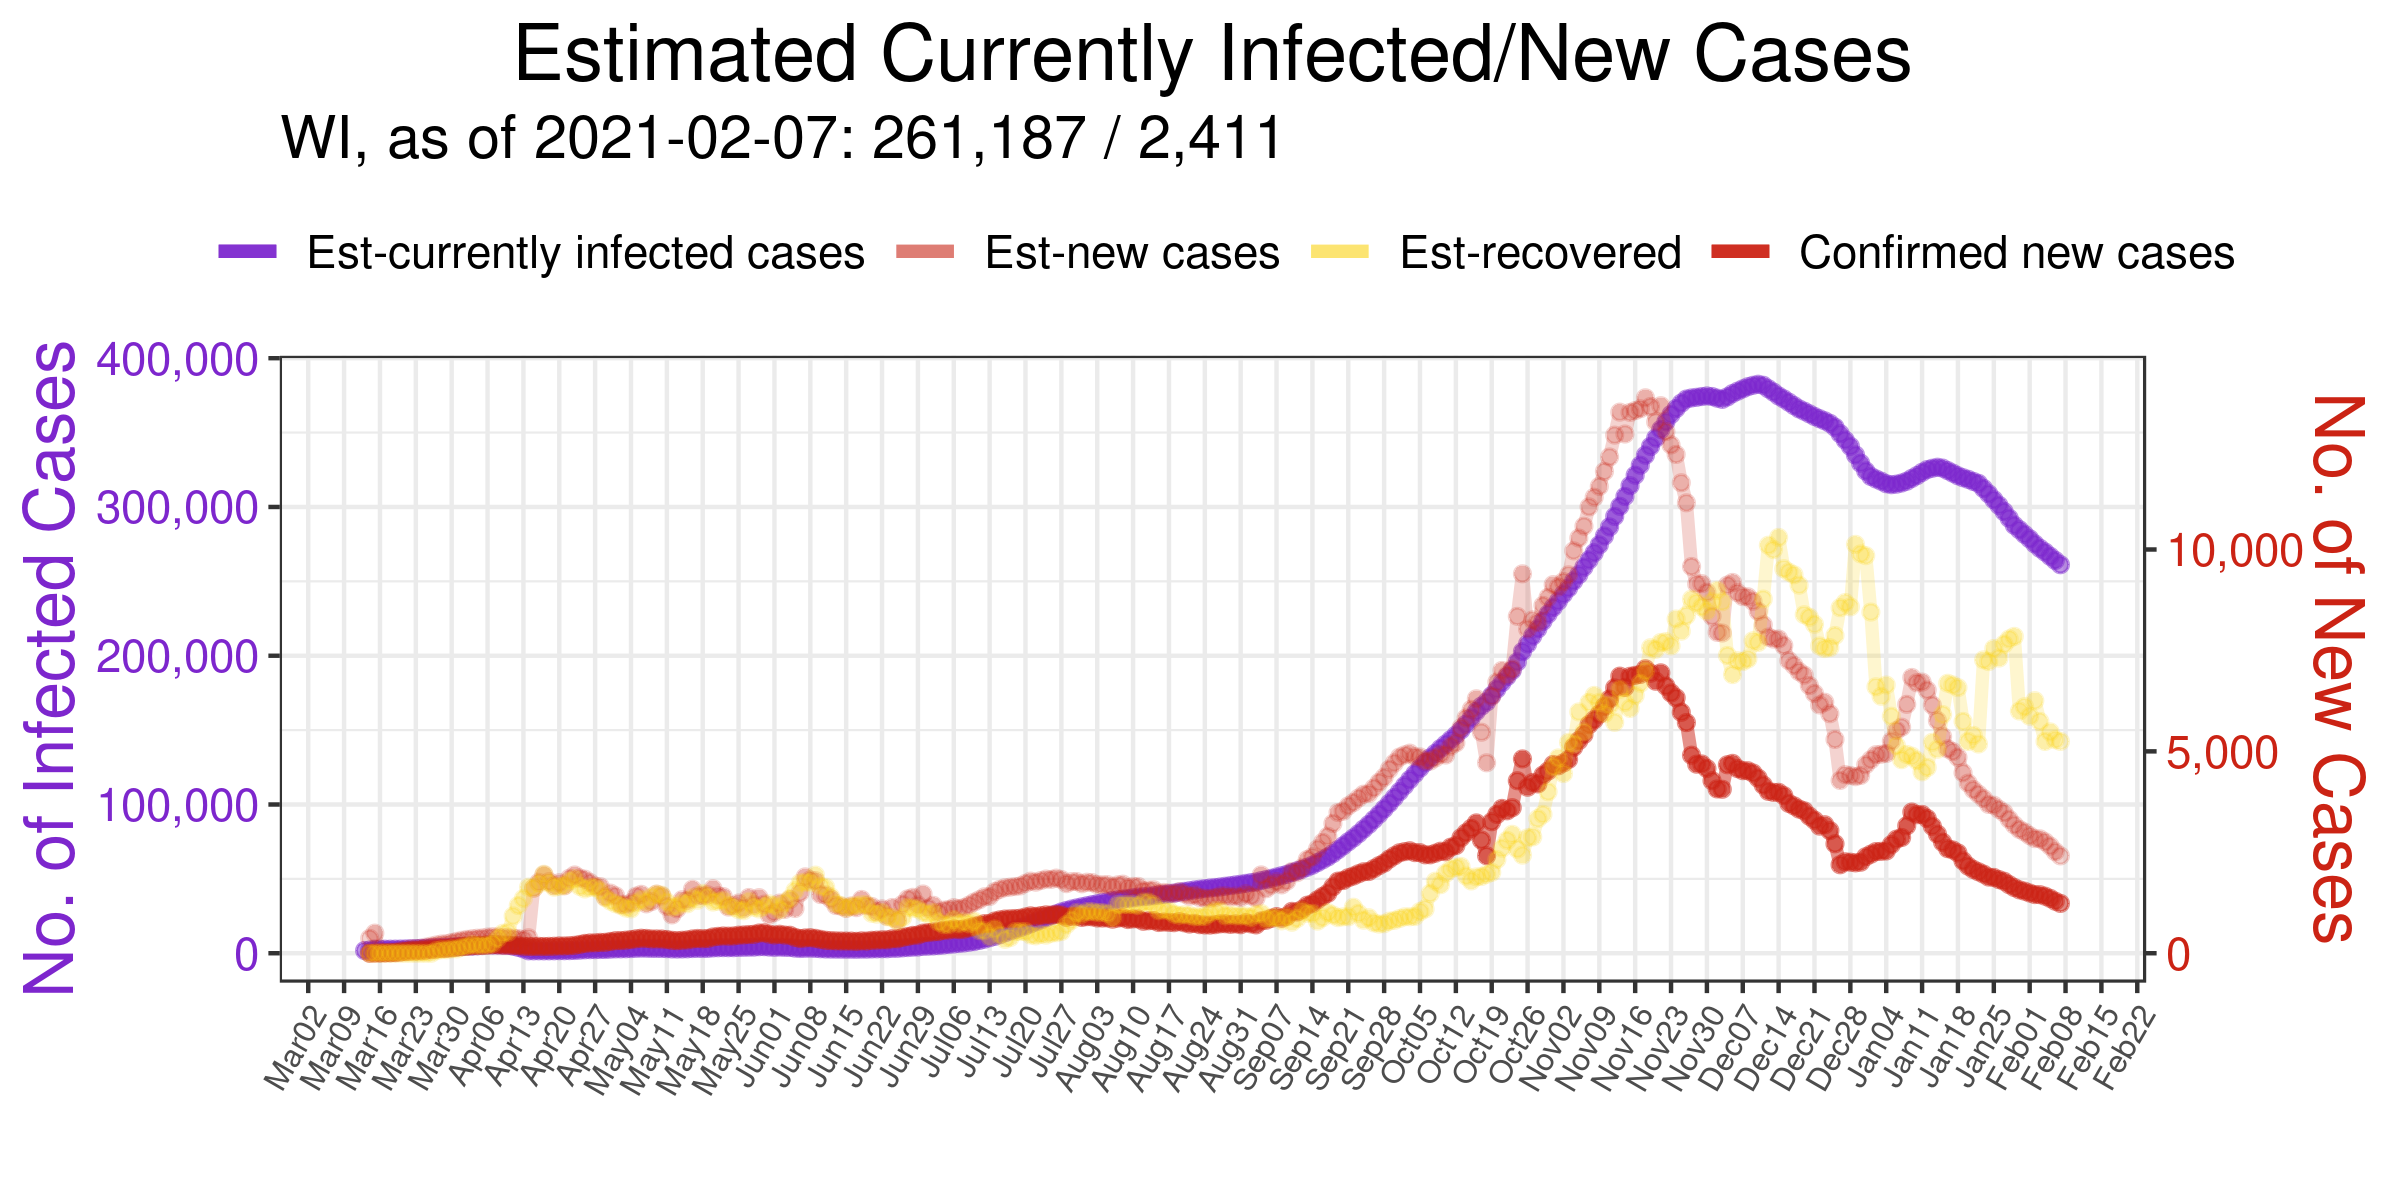 Estimated Currently Infected/New Cases
WI, as of 2021-02-07: 261,187 / 2,411
Est-currently infected cases Est-new cases Est-recovered Confirmed new cases
No. of Infected Cases
400,000
300,000
200,000
100,000
0
10,000
5,000
0
No. of New Cases
Mar02 Mar09 Mar16 Mar23 Mar30 Apr06 Apr13 Apr20 Apr27 May04 May11 May18 May25 Jun01 Jun08 Jun15 Jun22 Jun29 Jul06 Jul13 Jul20 Jul27 Aug03 Aug10 Aug17 Aug24 Aug31 Sep07 Sep14 Sep21 Sep28 Oct05 Oct12 Oct19 Oct26 Nov02 Nov09 Nov16 Nov23 Nov30 Dec07 Dec14 Dec21 Dec28 Jan04 Jan11 Jan18 Jan25 Feb01 Feb08 Feb15 Feb22